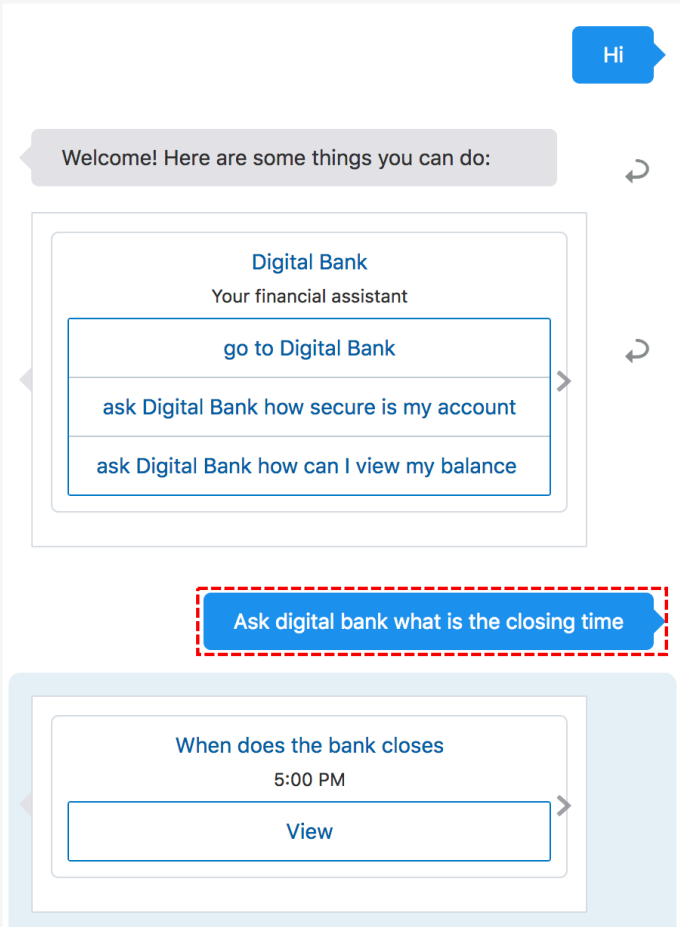 Hi
Welcome! Here are some things you can do:
Digital Bank
Your financial assistant
go to Digital Bank
ask Digital Bank how secure is my account
ask Digital Bank how can I view my balance
Ask digital bank what is the closing time
When does the bank closes
5:00 PM
View